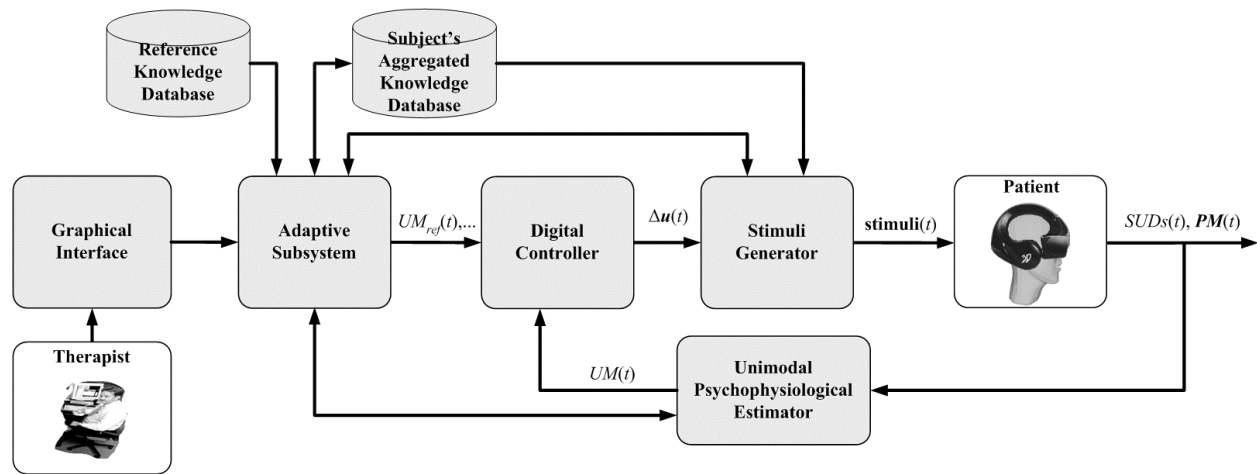 Reference
Knowledge
Database
Subject's
Aggregated
Knowledge
Database
Graphical
Interface
Adaptive
Subsystem
UM_ref(t),...
Digital
Controller
Δu(t)
Stimuli
Generator
stimuli(t)
Patient
SUDs(t), PM(t)
Therapist
UM(t)
Unimodal
Psychophysiological
Estimator